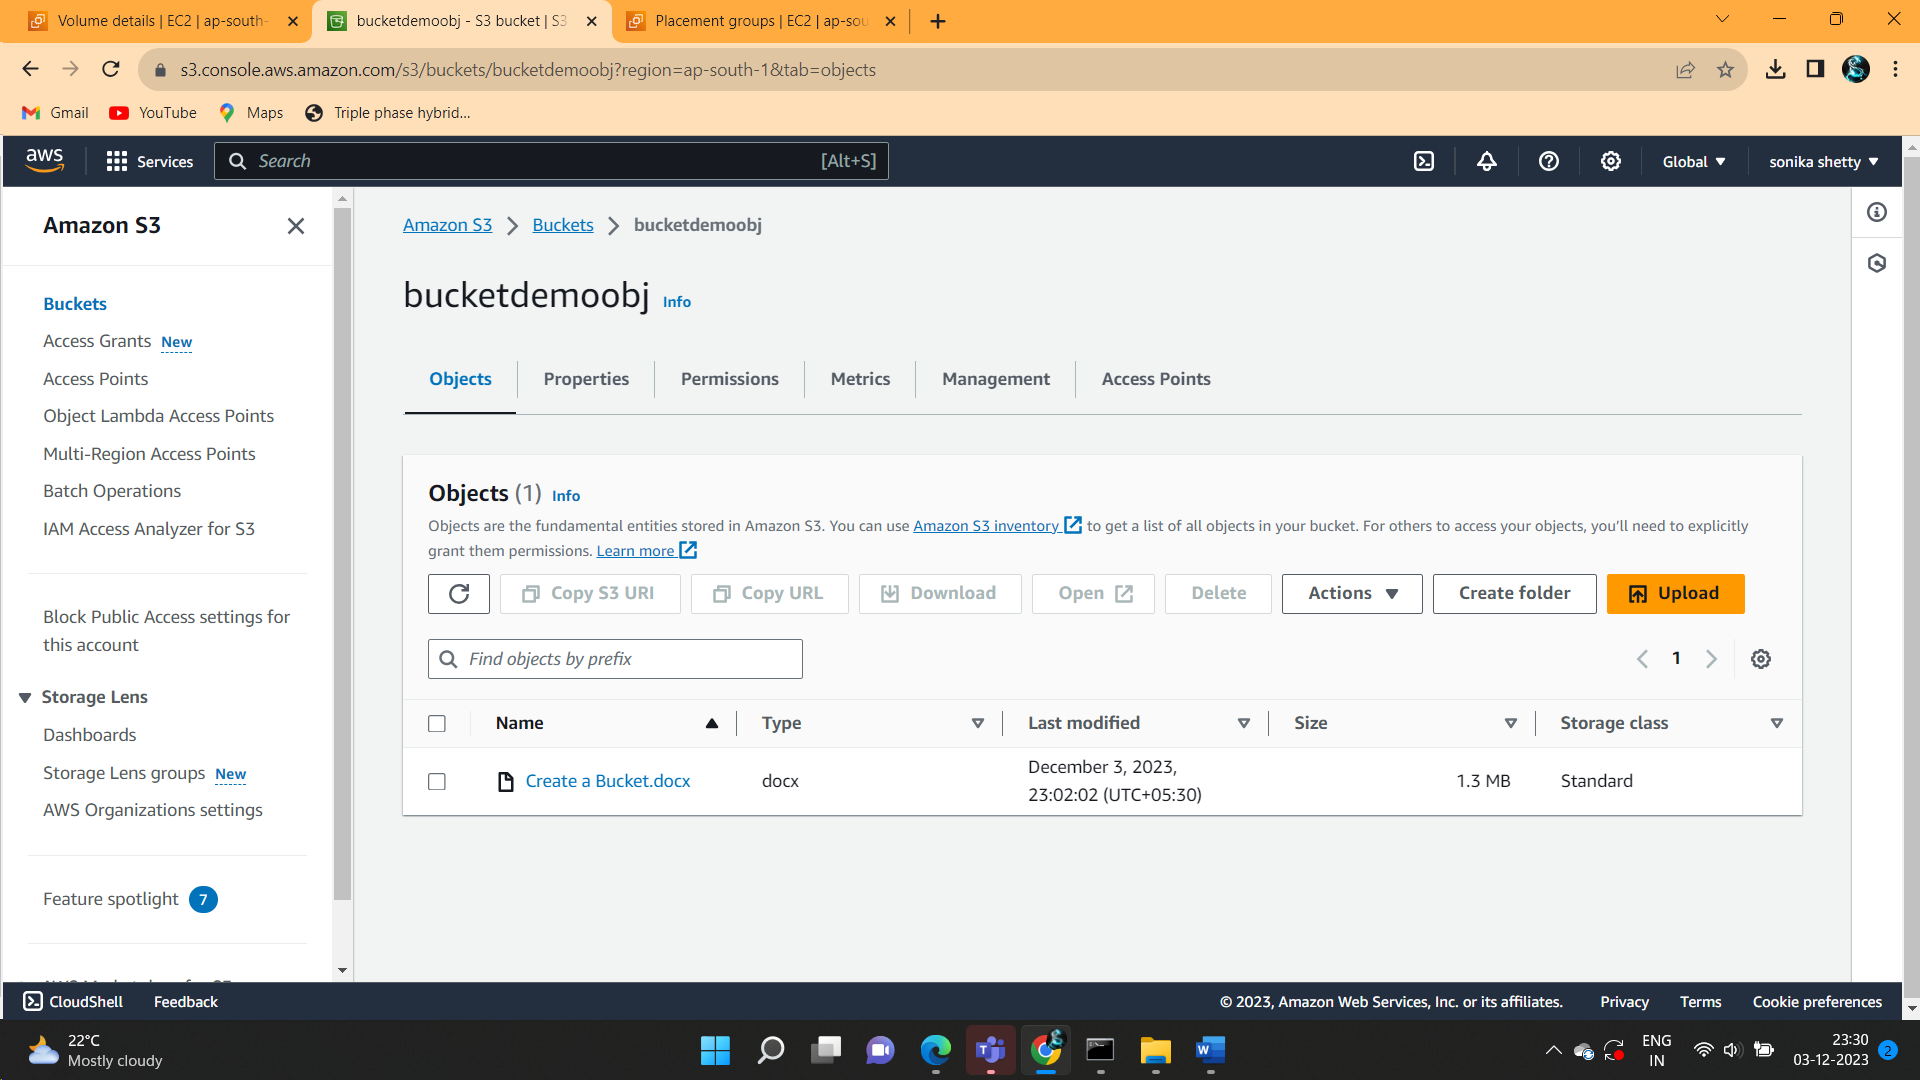 Volume details | EC2 | ap-south-
bucketdemoobj - S3 bucket | S3
Placement groups | EC2 | ap-sou
s3.console.aws.amazon.com/s3/buckets/bucketdemoobj?region=ap-south-1&tab=objects
Gmail YouTube Maps Triple phase hybrid...
aws Services Search [Alt+S] Global sonika shetty
Amazon S3
Buckets
Access Grants New
Access Points
Object Lambda Access Points
Multi-Region Access Points
Batch Operations
IAM Access Analyzer for S3
Block Public Access settings for
this account
Storage Lens
Dashboards
Storage Lens groups New
AWS Organizations settings
Feature spotlight 7
Amazon S3 > Buckets > bucketdemoobj
bucketdemoobj Info
Objects Properties Permissions Metrics Management Access Points
Objects (1) Info
Objects are the fundamental entities stored in Amazon S3. You can use Amazon S3 inventory to get a list of all objects in your bucket. For others to access your objects, you'll need to explicitly
grant them permissions. Learn more
Copy S3 URI Copy URL Download Open Delete Actions Create folder Upload
Find objects by prefix
1
Name Type Last modified Size Storage class
Create a Bucket.docx docx December 3, 2023, 1.3 MB Standard
23:02:02 (UTC+05:30)
CloudShell Feedback © 2023, Amazon Web Services, Inc. or its affiliates. Privacy Terms Cookie preferences
22°C
Mostly cloudy
ENG
IN
23:30
03-12-2023
2